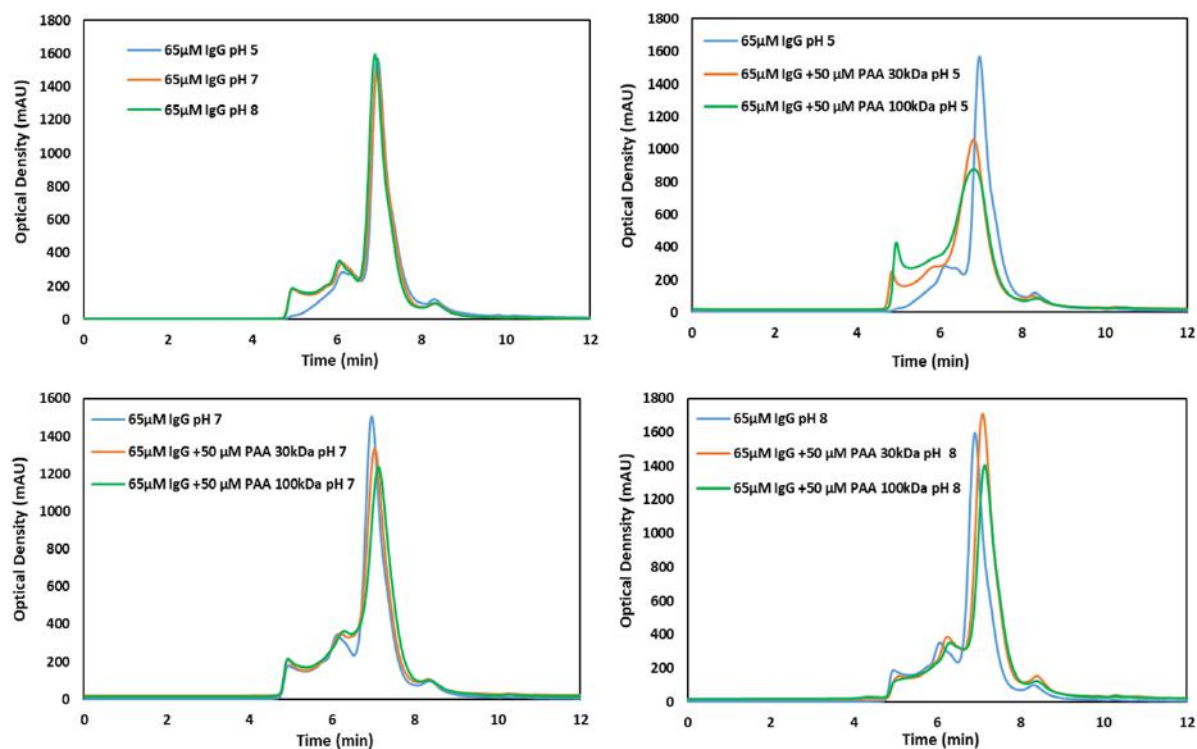 1800
1600
1400
1200
1000
800
600
400
200
0
Optical Density (mAU)
65µM IgG pH 5
65µM IgG pH 7
65µM IgG pH 8
0 2 4 6 8 10 12
Time (min)
1800
1600
1400
1200
1000
800
600
400
200
0
Optical Density (mAU)
65µM IgG pH 5
65µM IgG +50 µM PAA 30kDa pH 5
65µM IgG +50 µM PAA 100kDa pH 5
0 2 4 6 8 10 12
Time (min)
1600
1400
1200
1000
800
600
400
200
0
Optical Density (mAU)
65µM IgG pH 7
65µM IgG +50 µM PAA 30kDa pH 7
65µM IgG +50 µM PAA 100kDa pH 7
0 2 4 6 8 10 12
Time (min)
1800
1600
1400
1200
1000
800
600
400
200
0
Optical Dennsity (mAU)
65µM IgG pH 8
65µM IgG +50 µM PAA 30kDa pH 8
65µM IgG +50 µM PAA 100kDa pH 8
0 2 4 6 8 10 12
Time (min)